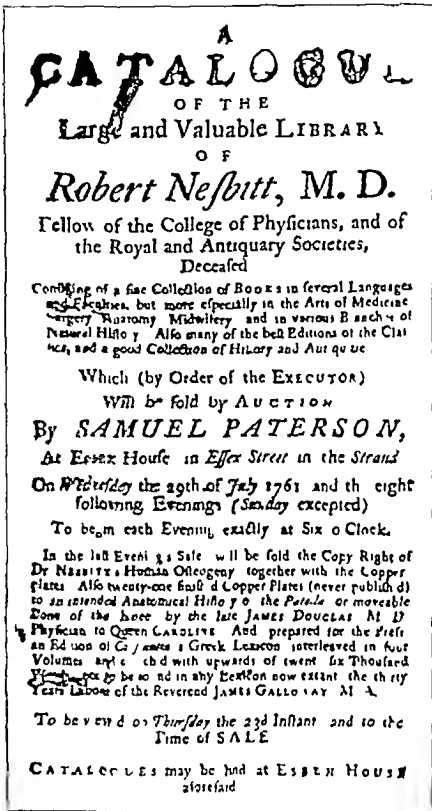 A
CATALOGUE
OF THE
Large and Valuable LIBRARY
OF
Robert Nesbitt, M. D.
Fellow of the College of Physicians, and of
the Royal and Antiquary Societies,
Deceased
Consisting of a fine Collection of BOOKS in several Languages
and Faculties, but more especially in the Arts of Medicine
Surgery Anatomy Midwifery and in various Branches of
Natural History Also many of the best Editions of the Clas
sics, and a good Collection of History and Antiquities
Which (by Order of the EXECUTOR)
Will be sold by AUCTION
By SAMUEL PATERSON,
At Essex House in Essex Street in the Strand
On Wednesday the 29th of July 1761 and the eight
following Evenings (Sunday excepted)
To begin each Evening exactly at Six o Clock.
In the last Evening s Sale will be sold the Copy Right of
Dr NESBITT s Human Osteogeny together with the Copper
plates Also twenty-one finish d Copper Plates (never publish d)
to an intended Anatomical History of the Patella or moveable
Bone of the Knee by the late JAMES DOUGLAS M D
Physician to Queen CAROLINE And prepared for the Press
an Edition of a Greek Lexicon interleaved in four
Volumes and enriched with upwards of twenty six Thousand
to be found in any Lexicon now extant the thirty
Years Labour of the Reverend JAMES GALLOWAY M A.
To be view d on Thursday the 23d Instant and to the
Time of SALE
CATALOGUES may be had at ESSEX HOUSE
aforesaid